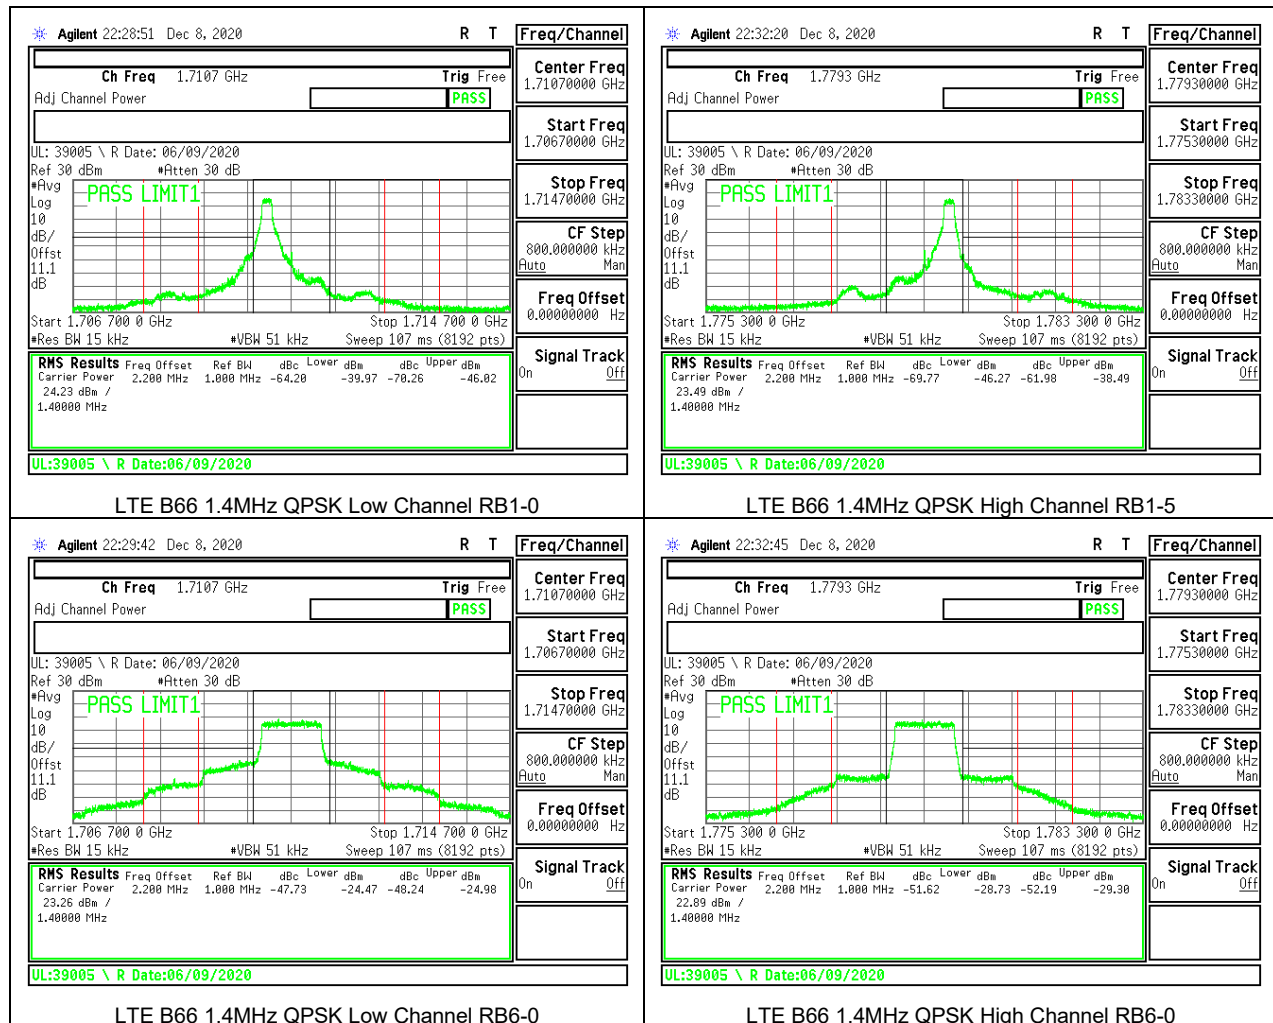 Agilent 22:28:51 Dec 8, 2020 R T
Freq/Channel
Ch Freq 1.7107 GHz Trig Free
Adj Channel Power PASS
UL: 39005 \ R Date: 06/09/2020
Ref 30 dBm #Atten 30 dB
#Avg
Log
10
dB/
Offst
11.1
dB
PASS LIMIT1
Start 1.706 700 0 GHz Stop 1.714 700 0 GHz
#Res BW 15 kHz #VBW 51 kHz Sweep 107 ms (8192 pts)
RMS Results Freq Offset Ref BW dBc Lower dBm dBc Upper dBm
Carrier Power 2.200 MHz 1.000 MHz -64.20 -39.97 -70.26 -46.02
24.23 dBm /
1.40000 MHz
UL:39005 \ R Date:06/09/2020
Center Freq
1.71070000 GHz
Start Freq
1.70670000 GHz
Stop Freq
1.71470000 GHz
CF Step
800.000000 kHz
Auto Man
Freq Offset
0.00000000 Hz
Signal Track
On Off
LTE B66 1.4MHz QPSK Low Channel RB1-0
Agilent 22:32:20 Dec 8, 2020 R T
Freq/Channel
Ch Freq 1.7793 GHz Trig Free
Adj Channel Power PASS
UL: 39005 \ R Date: 06/09/2020
Ref 30 dBm #Atten 30 dB
#Avg
Log
10
dB/
Offst
11.1
dB
PASS LIMIT1
Start 1.775 300 0 GHz Stop 1.783 300 0 GHz
#Res BW 15 kHz #VBW 51 kHz Sweep 107 ms (8192 pts)
RMS Results Freq Offset Ref BW dBc Lower dBm dBc Upper dBm
Carrier Power 2.200 MHz 1.000 MHz -69.77 -46.27 -61.98 -38.49
23.49 dBm /
1.40000 MHz
UL:39005 \ R Date:06/09/2020
Center Freq
1.77930000 GHz
Start Freq
1.77530000 GHz
Stop Freq
1.78330000 GHz
CF Step
800.000000 kHz
Auto Man
Freq Offset
0.00000000 Hz
Signal Track
On Off
LTE B66 1.4MHz QPSK High Channel RB1-5
Agilent 22:29:42 Dec 8, 2020 R T
Freq/Channel
Ch Freq 1.7107 GHz Trig Free
Adj Channel Power PASS
UL: 39005 \ R Date: 06/09/2020
Ref 30 dBm #Atten 30 dB
#Avg
Log
10
dB/
Offst
11.1
dB
PASS LIMIT1
Start 1.706 700 0 GHz Stop 1.714 700 0 GHz
#Res BW 15 kHz #VBW 51 kHz Sweep 107 ms (8192 pts)
RMS Results Freq Offset Ref BW dBc Lower dBm dBc Upper dBm
Carrier Power 2.200 MHz 1.000 MHz -47.73 -24.47 -48.24 -24.98
23.26 dBm /
1.40000 MHz
UL:39005 \ R Date:06/09/2020
Center Freq
1.71070000 GHz
Start Freq
1.70670000 GHz
Stop Freq
1.71470000 GHz
CF Step
800.000000 kHz
Auto Man
Freq Offset
0.00000000 Hz
Signal Track
On Off
LTE B66 1.4MHz QPSK Low Channel RB6-0
Agilent 22:32:45 Dec 8, 2020 R T
Freq/Channel
Ch Freq 1.7793 GHz Trig Free
Adj Channel Power PASS
UL: 39005 \ R Date: 06/09/2020
Ref 30 dBm #Atten 30 dB
#Avg
Log
10
dB/
Offst
11.1
dB
PASS LIMIT1
Start 1.775 300 0 GHz Stop 1.783 300 0 GHz
#Res BW 15 kHz #VBW 51 kHz Sweep 107 ms (8192 pts)
RMS Results Freq Offset Ref BW dBc Lower dBm dBc Upper dBm
Carrier Power 2.200 MHz 1.000 MHz -51.62 -28.73 -52.19 -29.30
22.89 dBm /
1.40000 MHz
UL:39005 \ R Date:06/09/2020
Center Freq
1.77930000 GHz
Start Freq
1.77530000 GHz
Stop Freq
1.78330000 GHz
CF Step
800.000000 kHz
Auto Man
Freq Offset
0.00000000 Hz
Signal Track
On Off
LTE B66 1.4MHz QPSK High Channel RB6-0